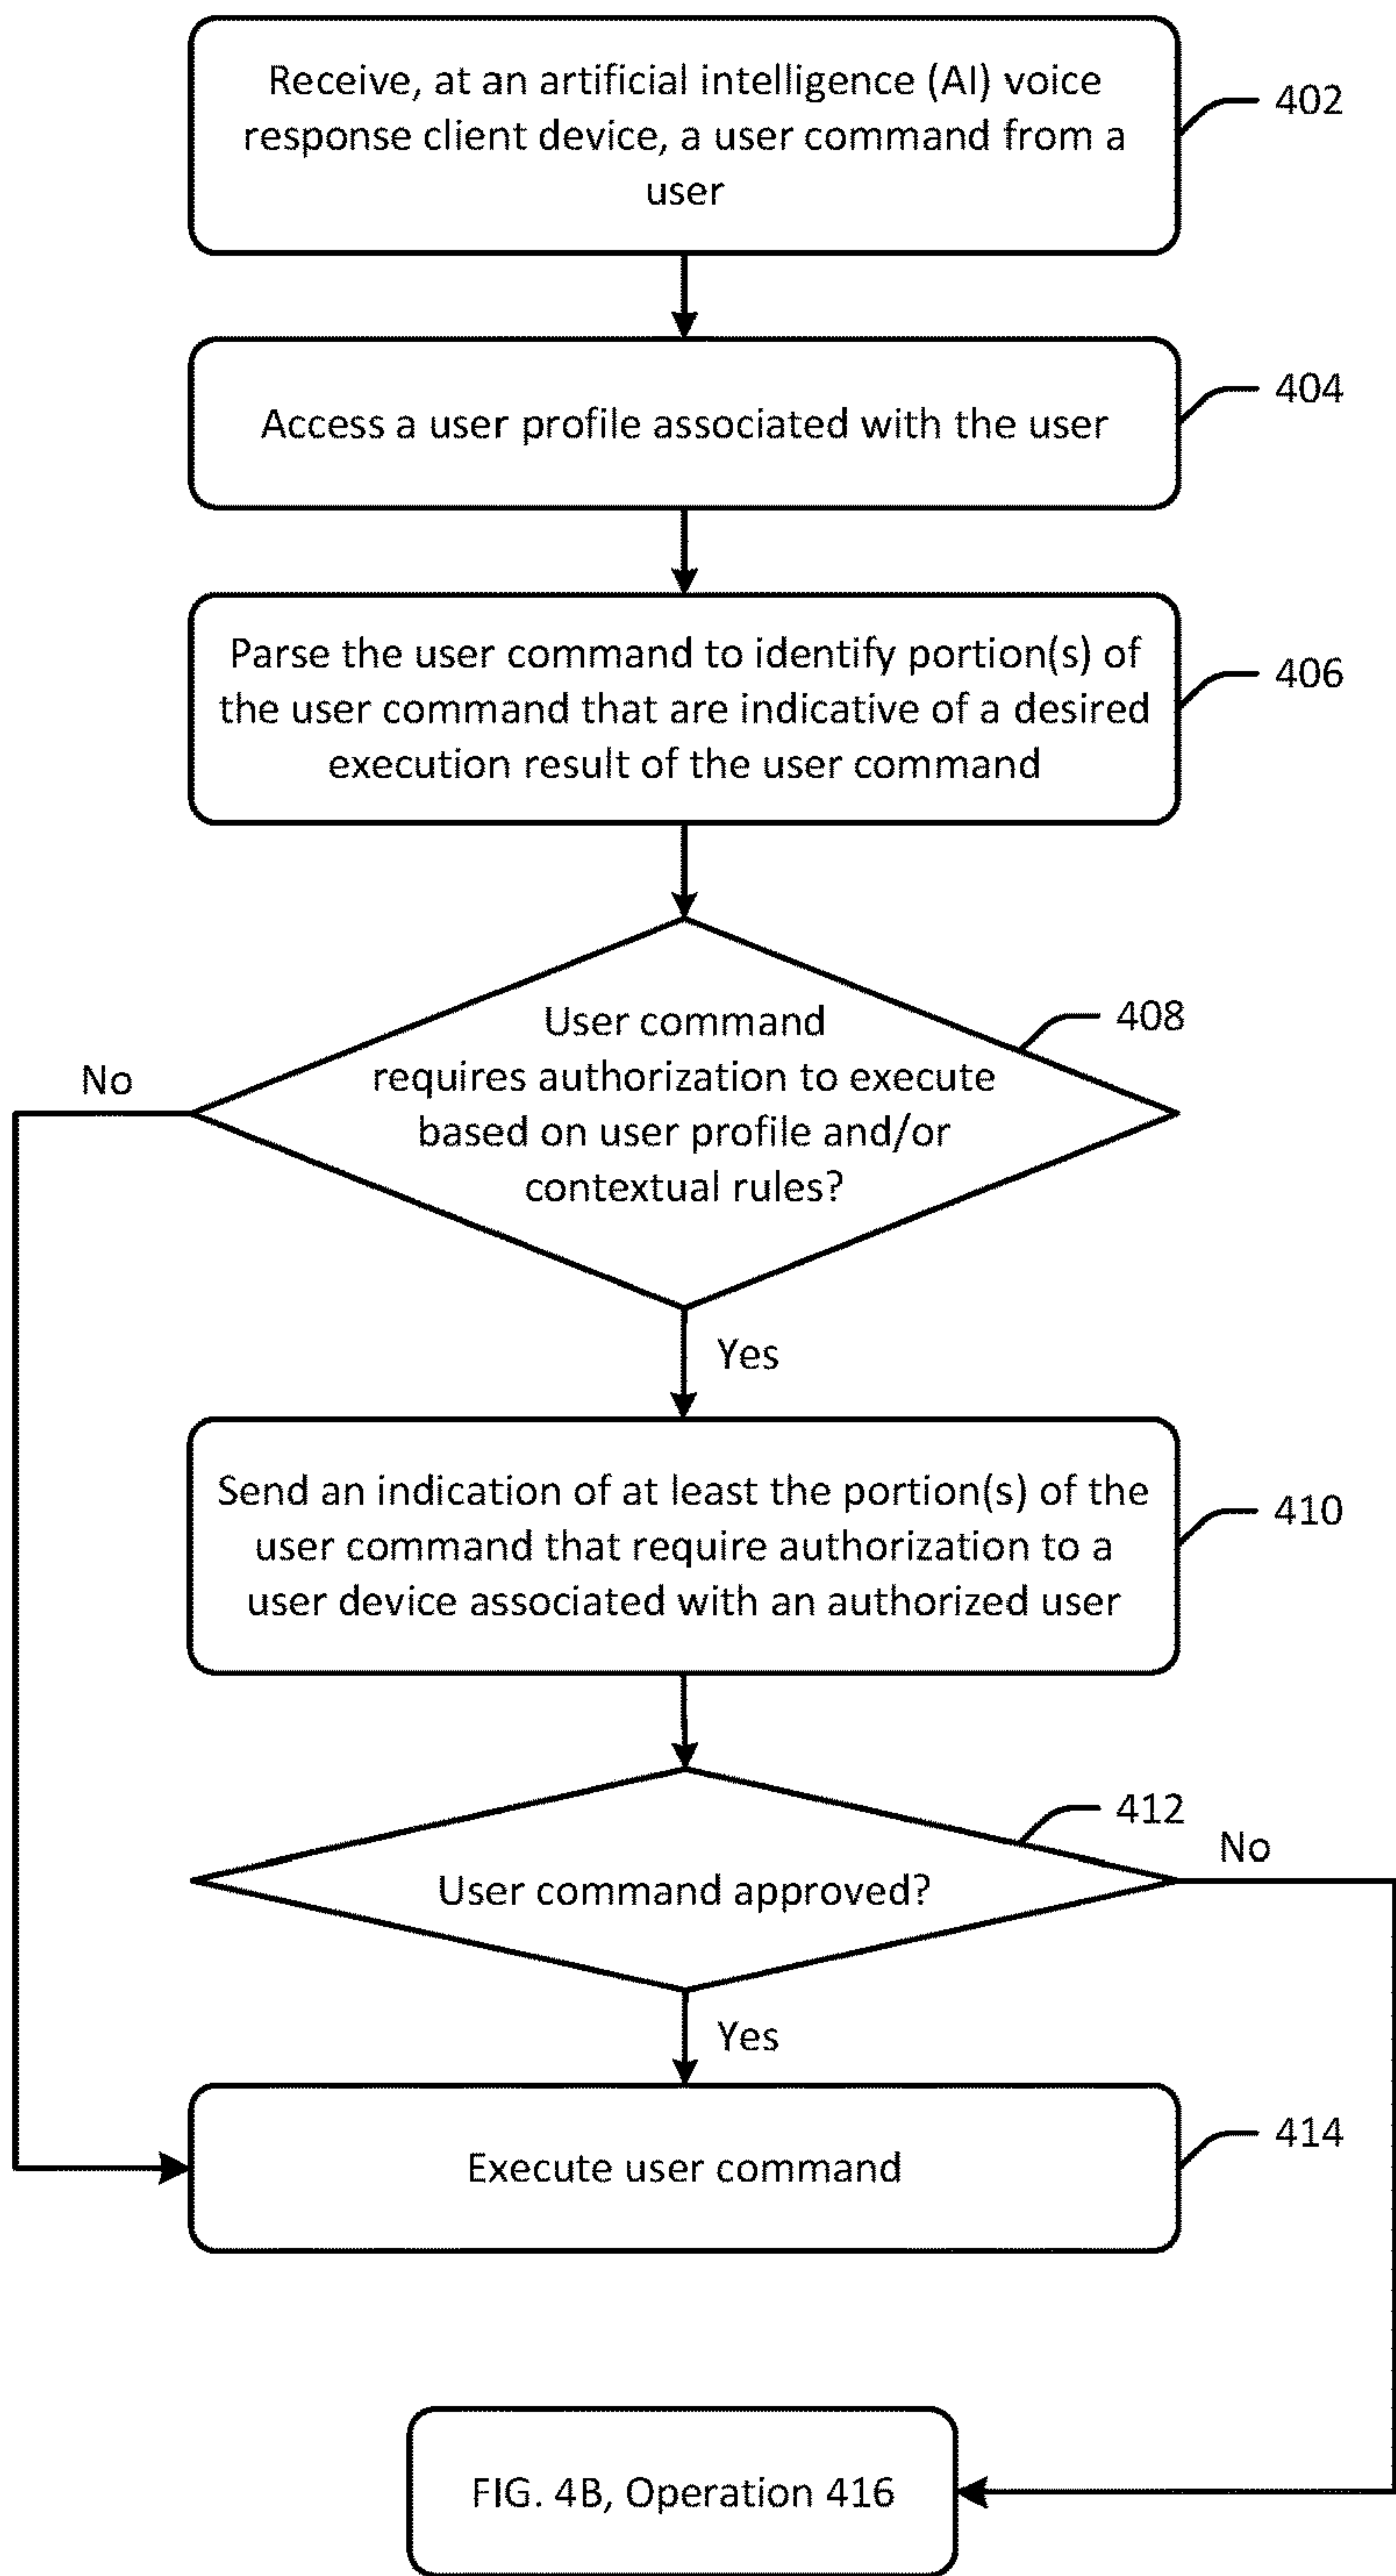 Receive, at an artificial intelligence (AI) voice
response client device, a user command from a
user
402
Access a user profile associated with the user
404
Parse the user command to identify portion(s) of
the user command that are indicative of a desired
execution result of the user command
406
User command
requires authorization to execute
based on user profile and/or
contextual rules?
408
No
Yes
Send an indication of at least the portion(s) of the
user command that require authorization to a
user device associated with an authorized user
410
User command approved?
412
No
Yes
Execute user command
414
FIG. 4B, Operation 416